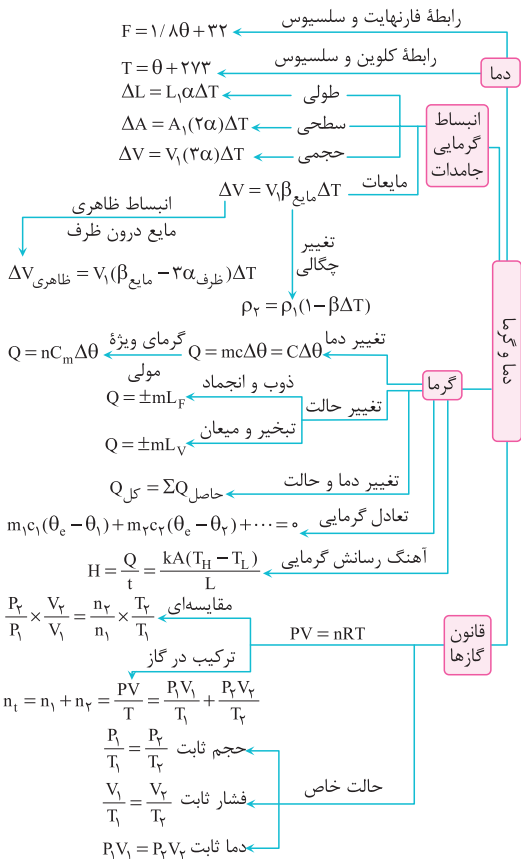 رابطهٔ فارنهایت و سلسیوس
F = ۱/۸θ + ۳۲
رابطهٔ کلوین و سلسیوس
T = θ + ۲۷۳
دما
طولی
ΔL = L₁αΔT
سطحی
ΔA = A₁(۲α)ΔT
حجمی
ΔV = V₁(۳α)ΔT
انبساط
گرمایی
جامدات
مایعات
ΔV = V₁β مایع ΔT
انبساط ظاهری
مایع درون ظرف
ΔV ظاهری = V₁(β مایع − ۳α ظرف)ΔT
تغییر
چگالی
ρ₂ = ρ₁(۱ − βΔT)
دما و گرما
گرما
تغییر دما
Q = mcΔθ = CΔθ
گرمای ویژهٔ
مولی
Q = nCₘΔθ
تغییر حالت
ذوب و انجماد
Q = ±mL_F
تبخیر و میعان
Q = ±mL_V
تغییر دما و حالت
Q کل = ΣQ حاصل
تعادل گرمایی
m₁c₁(θₑ − θ₁) + m₂c₂(θₑ − θ₂) + ⋯ = ۰
آهنگ رسانش گرمایی
H = Q/t = kA(T_H − T_L)/L
قانون
گازها
PV = nRT
مقایسه‌ای
P₂/P₁ × V₂/V₁ = n₂/n₁ × T₂/T₁
ترکیب در گاز
nₜ = n₁ + n₂ = PV/T = P₁V₁/T₁ + P₂V₂/T₂
حالت خاص
حجم ثابت P₁/T₁ = P₂/T₂
فشار ثابت V₁/T₁ = V₂/T₂
دما ثابت P₁V₁ = P₂V₂